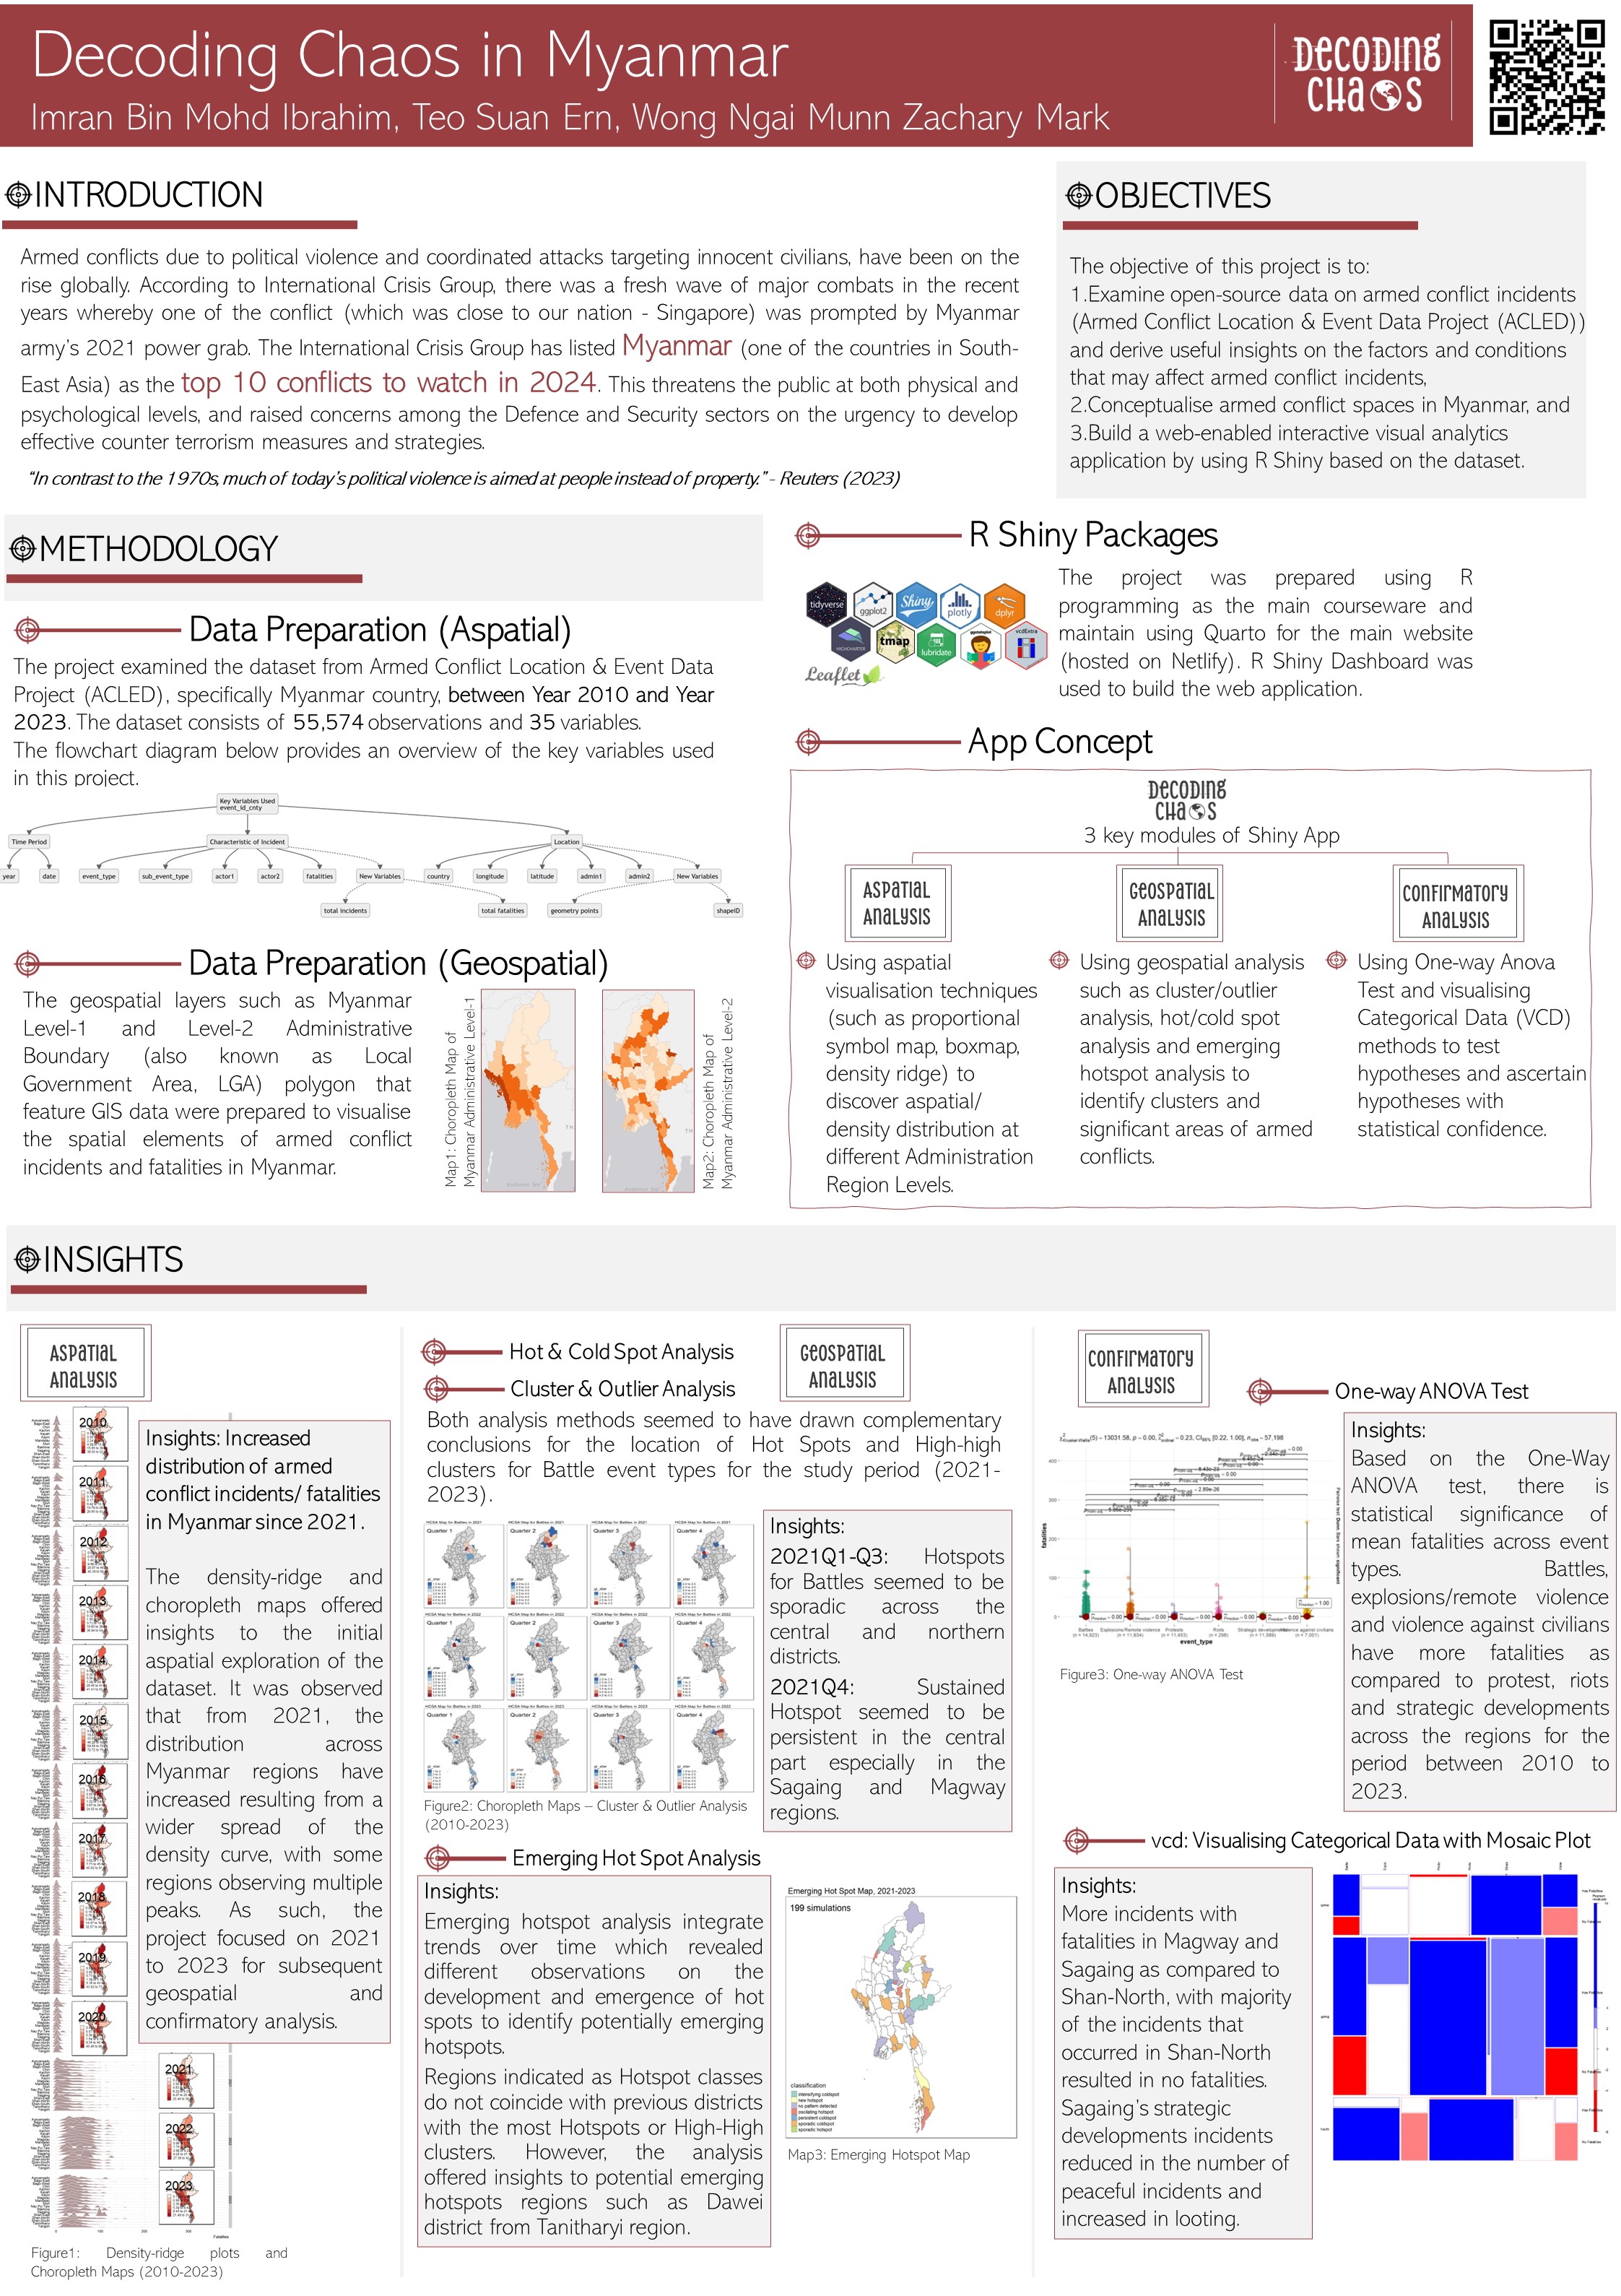 Decoding Chaos in Myanmar
Imran Bin Mohd Ibrahim, Teo Suan Ern, Wong Ngai Munn Zachary Mark
DECODING
CHAOS
INTRODUCTION
Armed conflicts due to political violence and coordinated attacks targeting innocent civilians, have been on the
rise globally. According to International Crisis Group, there was a fresh wave of major combats in the recent
years whereby one of the conflict (which was close to our nation - Singapore) was prompted by Myanmar
army's 2021 power grab. The International Crisis Group has listed Myanmar (one of the countries in South-
East Asia) as the top 10 conflicts to watch in 2024. This threatens the public at both physical and
psychological levels, and raised concerns among the Defence and Security sectors on the urgency to develop
effective counter terrorism measures and strategies.
"In contrast to the 1970s, much of today's political violence is aimed at people instead of property." - Reuters (2023)
OBJECTIVES
The objective of this project is to:
1.Examine open-source data on armed conflict incidents
(Armed Conflict Location & Event Data Project (ACLED))
and derive useful insights on the factors and conditions
that may affect armed conflict incidents,
2.Conceptualise armed conflict spaces in Myanmar, and
3.Build a web-enabled interactive visual analytics
application by using R Shiny based on the dataset.
METHODOLOGY
Data Preparation (Aspatial)
The project examined the dataset from Armed Conflict Location & Event Data
Project (ACLED), specifically Myanmar country, between Year 2010 and Year
2023. The dataset consists of 55,574 observations and 35 variables.
The flowchart diagram below provides an overview of the key variables used
in this project.
Key Variables Used
event_id_cnty
Time Period
Characteristic of Incident
Location
year
date
event_type
sub_event_type
actor1
actor2
fatalities
New Variables
country
longitude
latitude
admin1
admin2
New Variables
total incidents
total fatalities
geometry points
shapeID
Data Preparation (Geospatial)
The geospatial layers such as Myanmar
Level-1 and Level-2 Administrative
Boundary (also known as Local
Government Area, LGA) polygon that
feature GIS data were prepared to visualise
the spatial elements of armed conflict
incidents and fatalities in Myanmar.
Map1: Choropleth Map of
Myanmar Administrative Level-1
Map2: Choropleth Map of
Myanmar Administrative Level-2
R Shiny Packages
tidyverse
ggplot2
Shiny
plotly
dplyr
HIGHCHARTER
tmap
lubridate
ggstatsplot
vcdExtra
Leaflet
The project was prepared using R
programming as the main courseware and
maintain using Quarto for the main website
(hosted on Netlify). R Shiny Dashboard was
used to build the web application.
App Concept
DECODING
CHAOS
3 key modules of Shiny App
ASPATIAL
ANALYSIS
GEOSPATIAL
ANALYSIS
CONFIRMATORY
ANALYSIS
Using aspatial
visualisation techniques
(such as proportional
symbol map, boxmap,
density ridge) to
discover aspatial/
density distribution at
different Administration
Region Levels.
Using geospatial analysis
such as cluster/outlier
analysis, hot/cold spot
analysis and emerging
hotspot analysis to
identify clusters and
significant areas of armed
conflicts.
Using One-way Anova
Test and visualising
Categorical Data (VCD)
methods to test
hypotheses and ascertain
hypotheses with
statistical confidence.
INSIGHTS
ASPATIAL
ANALYSIS
2010
2011
2012
2013
2014
2015
2016
2017
2018
2019
2020
2021
2022
2023
Insights: Increased
distribution of armed
conflict incidents/ fatalities
in Myanmar since 2021.
The density-ridge and
choropleth maps offered
insights to the initial
aspatial exploration of the
dataset. It was observed
that from 2021, the
distribution across
Myanmar regions have
increased resulting from a
wider spread of the
density curve, with some
regions observing multiple
peaks. As such, the
project focused on 2021
to 2023 for subsequent
geospatial and
confirmatory analysis.
Figure1: Density-ridge plots and
Choropleth Maps (2010-2023)
Hot & Cold Spot Analysis
Cluster & Outlier Analysis
GEOSPATIAL
ANALYSIS
Both analysis methods seemed to have drawn complementary
conclusions for the location of Hot Spots and High-high
clusters for Battle event types for the study period (2021-
2023).
Quarter 1
Quarter 2
Quarter 3
Quarter 4
Quarter 1
Quarter 2
Quarter 3
Quarter 4
Quarter 1
Quarter 2
Quarter 3
Quarter 4
Figure2: Choropleth Maps – Cluster & Outlier Analysis
(2010-2023)
Insights:
2021Q1-Q3: Hotspots
for Battles seemed to be
sporadic across the
central and northern
districts.
2021Q4: Sustained
Hotspot seemed to be
persistent in the central
part especially in the
Sagaing and Magway
regions.
Emerging Hot Spot Analysis
Insights:
Emerging hotspot analysis integrate
trends over time which revealed
different observations on the
development and emergence of hot
spots to identify potentially emerging
hotspots.
Regions indicated as Hotspot classes
do not coincide with previous districts
with the most Hotspots or High-High
clusters. However, the analysis
offered insights to potential emerging
hotspots regions such as Dawei
district from Tanitharyi region.
Emerging Hot Spot Map, 2021-2023
199 simulations
classification
intensifying coldspot
new hotspot
no pattern detected
oscilating hotspot
persistent coldspot
sporadic coldspot
sporadic hotspot
Map3: Emerging Hotspot Map
CONFIRMATORY
ANALYSIS
One-way ANOVA Test
fatalities
event_type
Figure3: One-way ANOVA Test
Insights:
Based on the One-Way
ANOVA test, there is
statistical significance of
mean fatalities across event
types. Battles,
explosions/remote violence
and violence against civilians
have more fatalities as
compared to protest, riots
and strategic developments
across the regions for the
period between 2010 to
2023.
vcd: Visualising Categorical Data with Mosaic Plot
Insights:
More incidents with
fatalities in Magway and
Sagaing as compared to
Shan-North, with majority
of the incidents that
occurred in Shan-North
resulted in no fatalities.
Sagaing's strategic
developments incidents
reduced in the number of
peaceful incidents and
increased in looting.